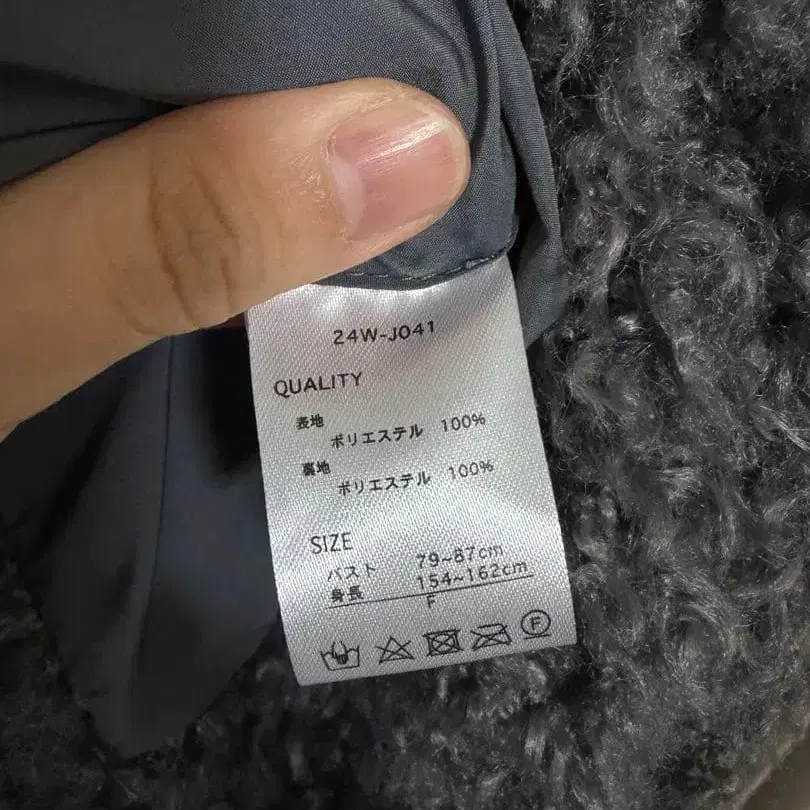 24W-J041
QUALITY
表地
ポリエステル 100%
裏地
ポリエステル 100%
SIZE
バスト 79~87cm
身長 154~162cm
F
F